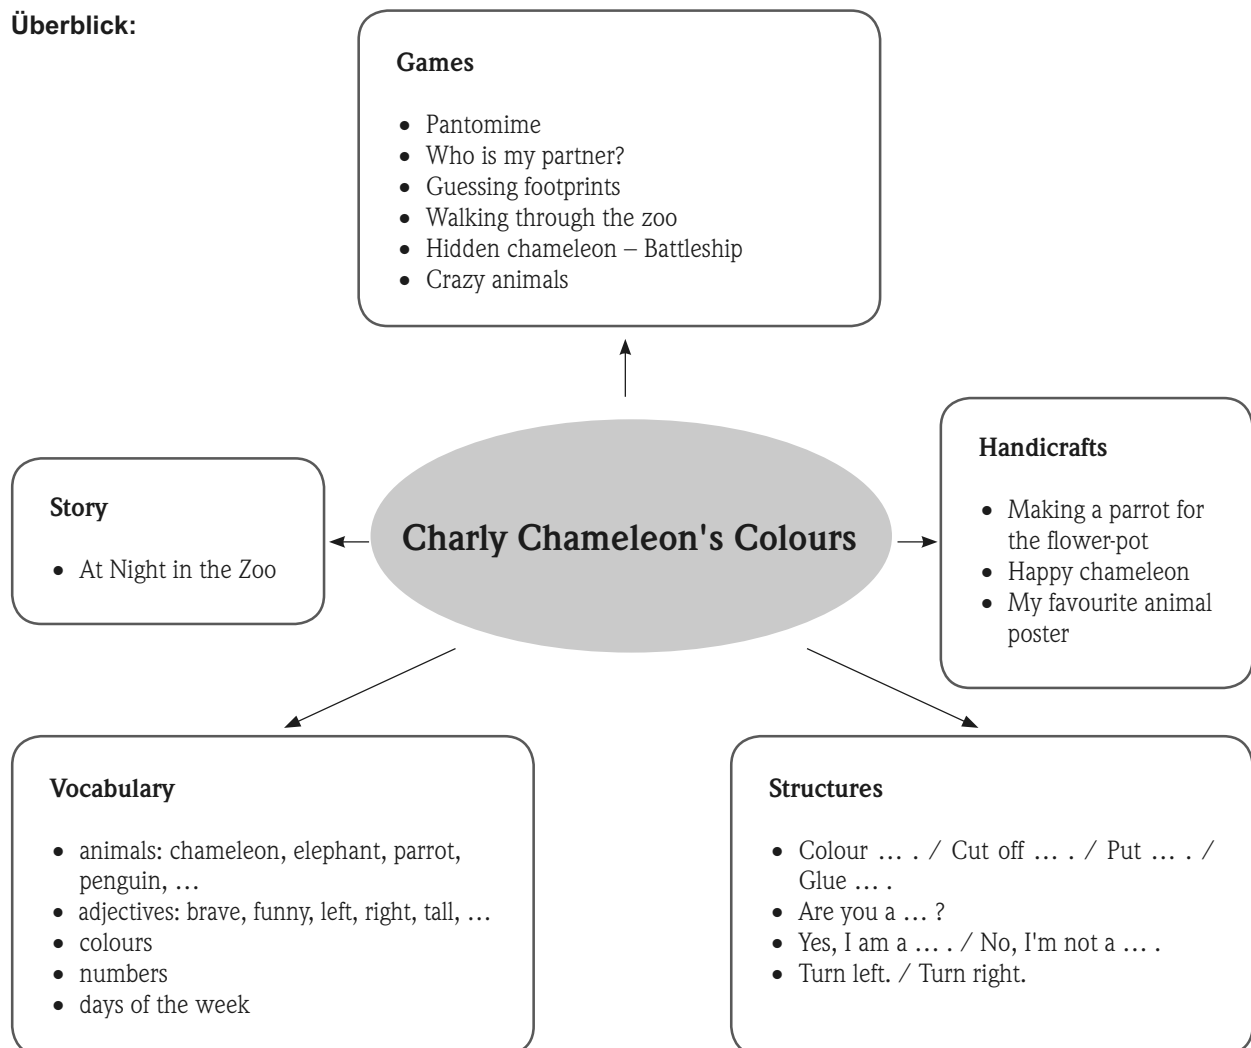 Überblick:
Games
• Pantomime
• Who is my partner?
• Guessing footprints
• Walking through the zoo
• Hidden chameleon – Battleship
• Crazy animals
Handicrafts
• Making a parrot for
the flower-pot
• Happy chameleon
• My favourite animal
poster
Story
• At Night in the Zoo
Charly Chameleon's Colours
Vocabulary
• animals: chameleon, elephant, parrot,
penguin, …
• adjectives: brave, funny, left, right, tall, …
• colours
• numbers
• days of the week
Structures
• Colour … . / Cut off … . / Put … . /
Glue … .
• Are you a … ?
• Yes, I am a … . / No, I'm not a … .
• Turn left. / Turn right.